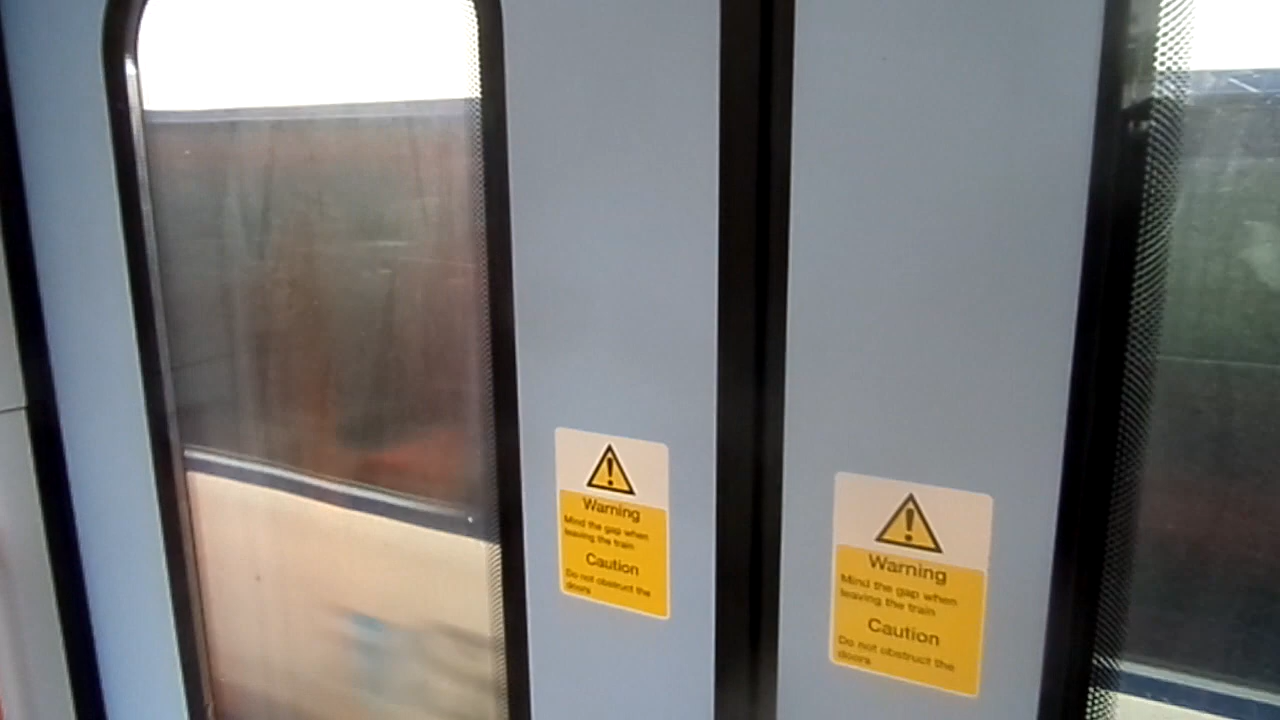 Warning
Mind the gap when
leaving the train
Caution
Do not obstruct the
doors
Warning
Mind the gap when
leaving the train
Caution
Do not obstruct the
doors